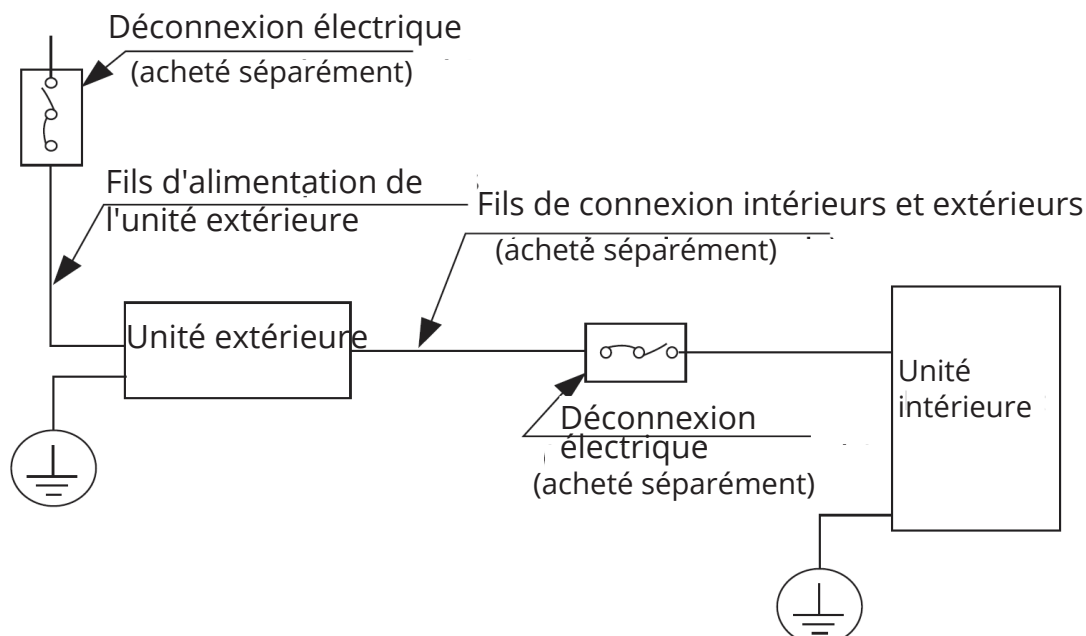 Déconnexion électrique
(acheté séparément)
Fils d'alimentation de
l'unité extérieure
Fils de connexion intérieurs et extérieurs
(acheté séparément)
Unité extérieure
Unité
intérieure
Déconnexion
électrique
(acheté séparément)